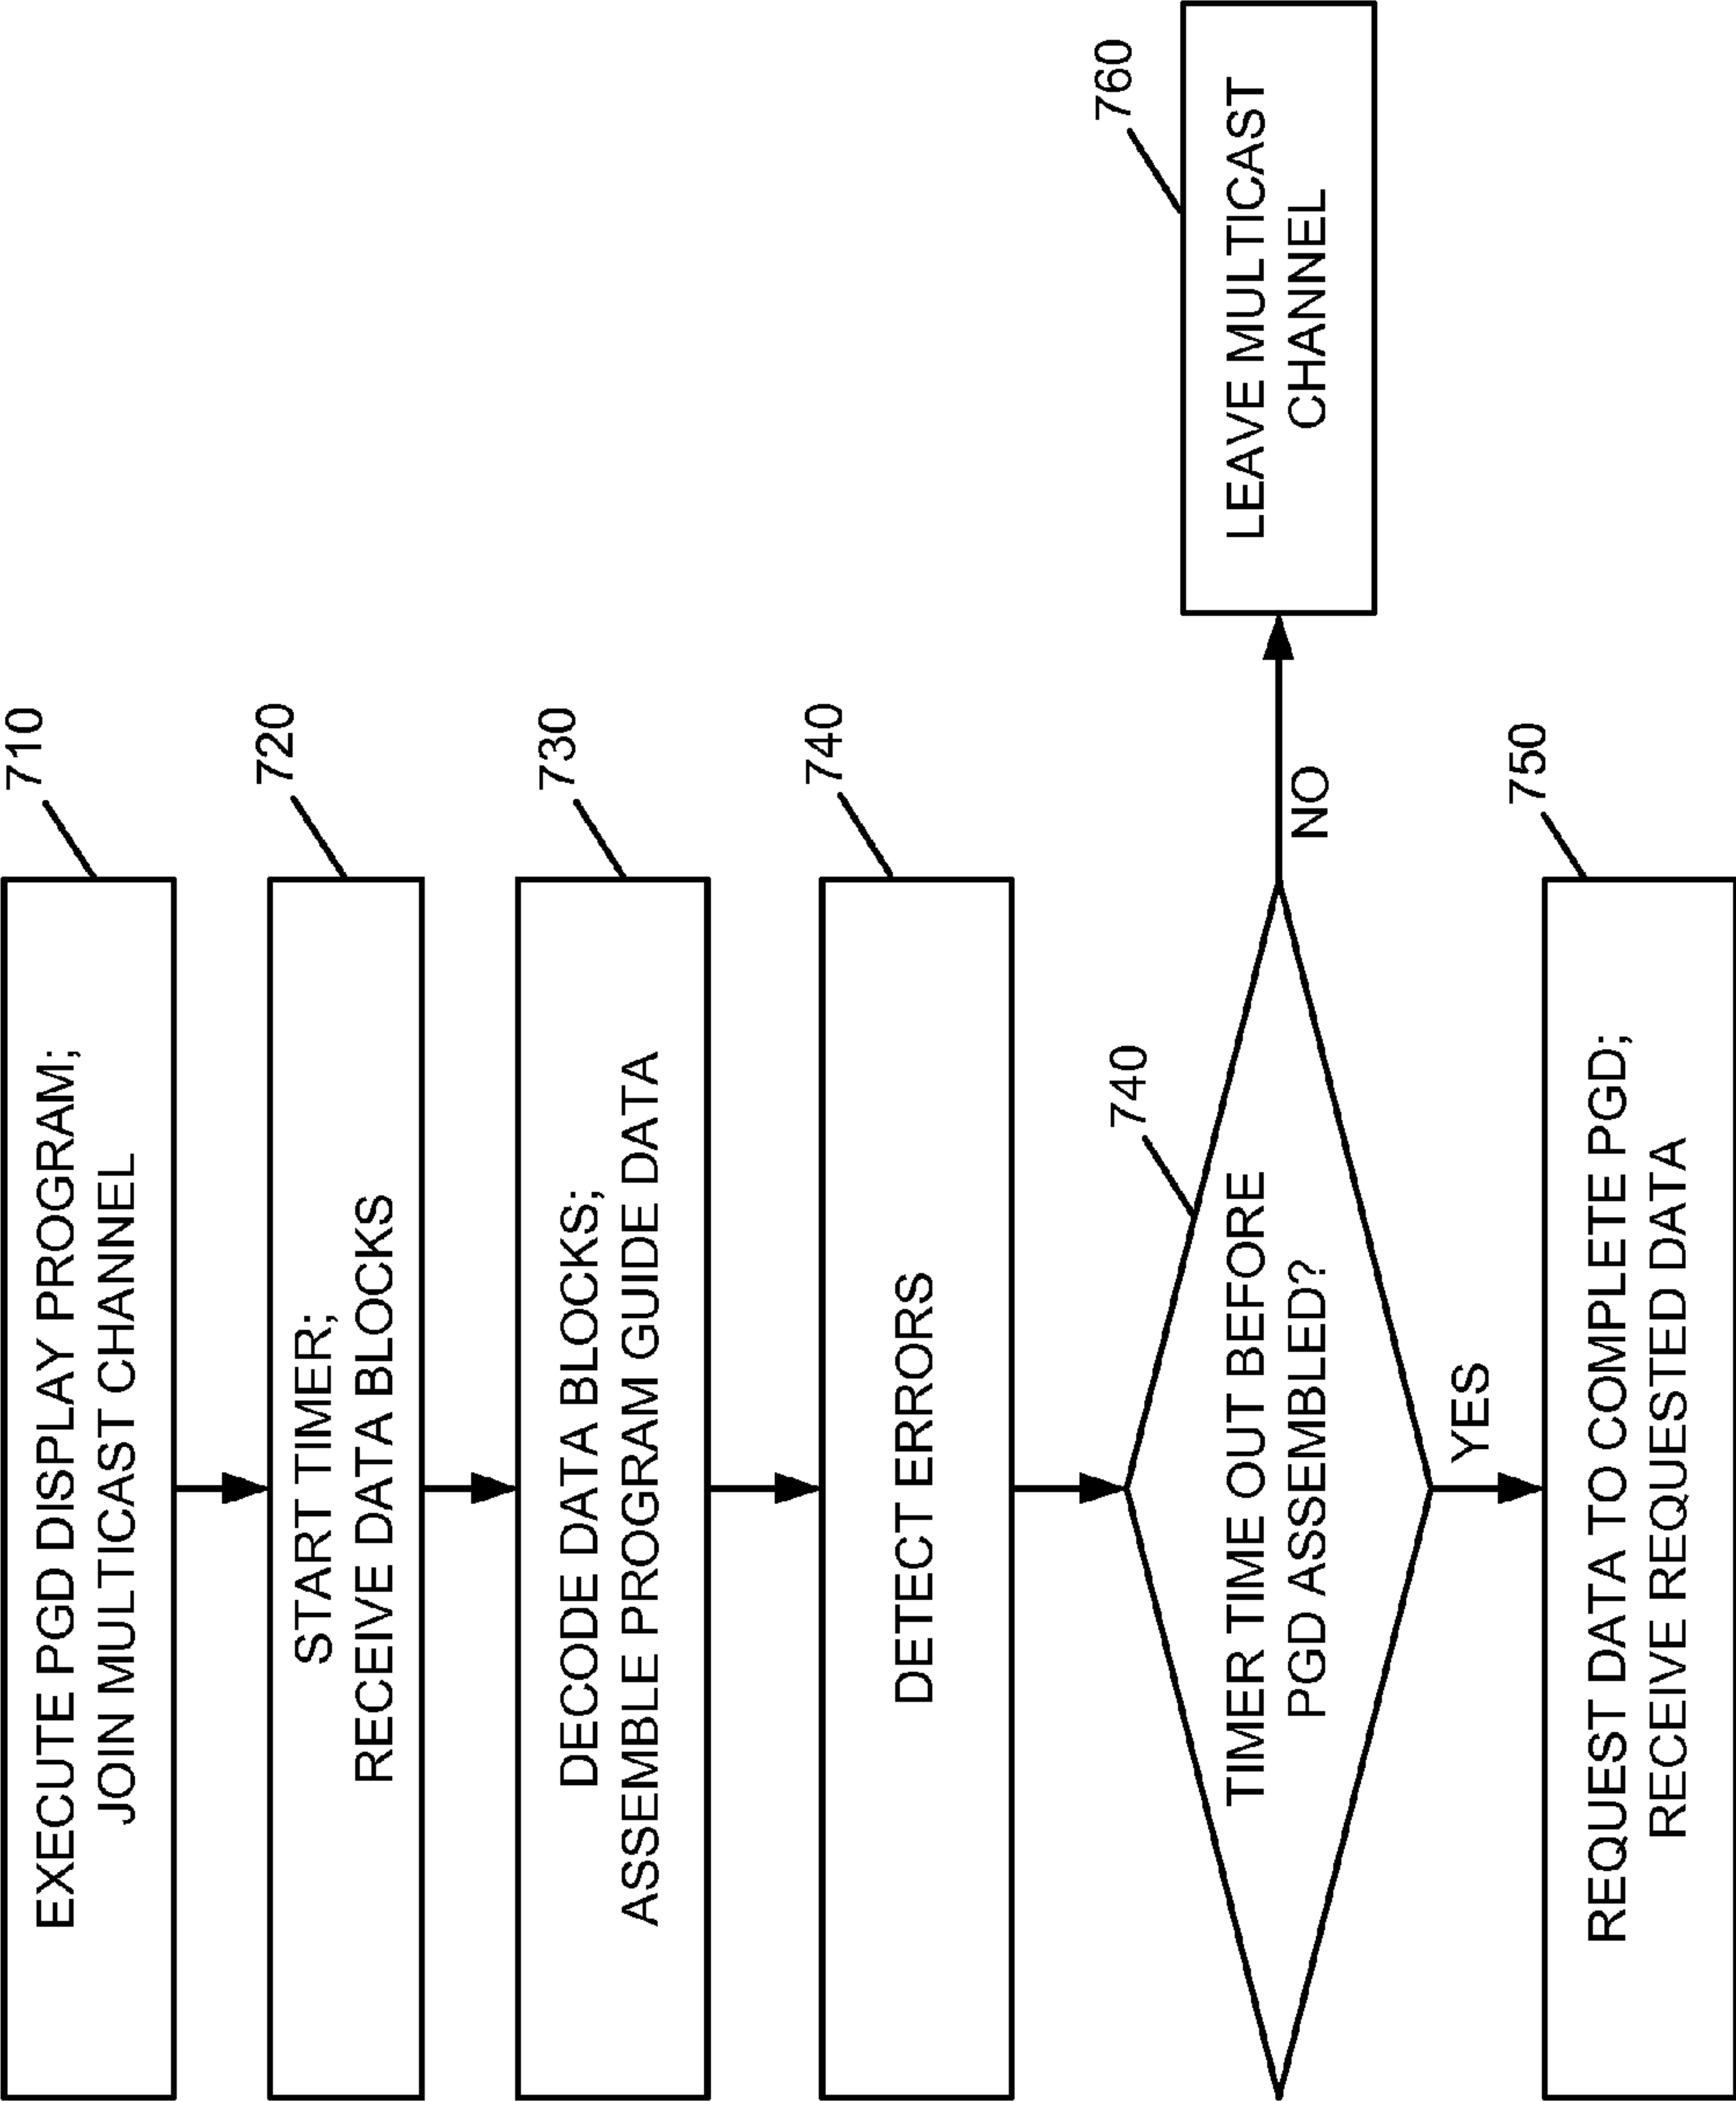 710
EXECUTE PGD DISPLAY PROGRAM;
JOIN MULTICAST CHANNEL
720
START TIMER;
RECEIVE DATA BLOCKS
730
DECODE DATA BLOCKS;
ASSEMBLE PROGRAM GUIDE DATA
740
DETECT ERRORS
740
TIMER TIME OUT BEFORE
PGD ASSEMBLED?
NO
760
LEAVE MULTICAST
CHANNEL
YES
750
REQUEST DATA TO COMPLETE PGD;
RECEIVE REQUESTED DATA